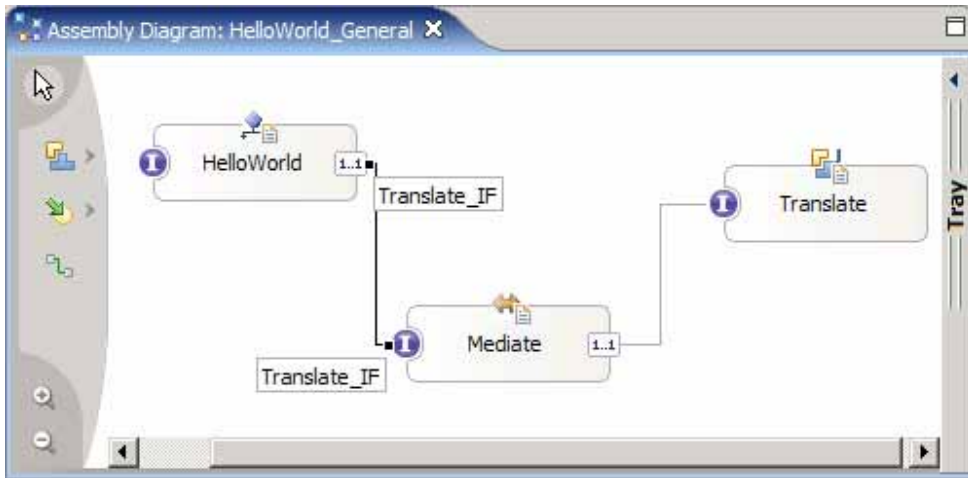 Assembly Diagram: HelloWorld_General
HelloWorld
1..1
Translate_IF
Translate
Tray
Mediate
1..1
Translate_IF